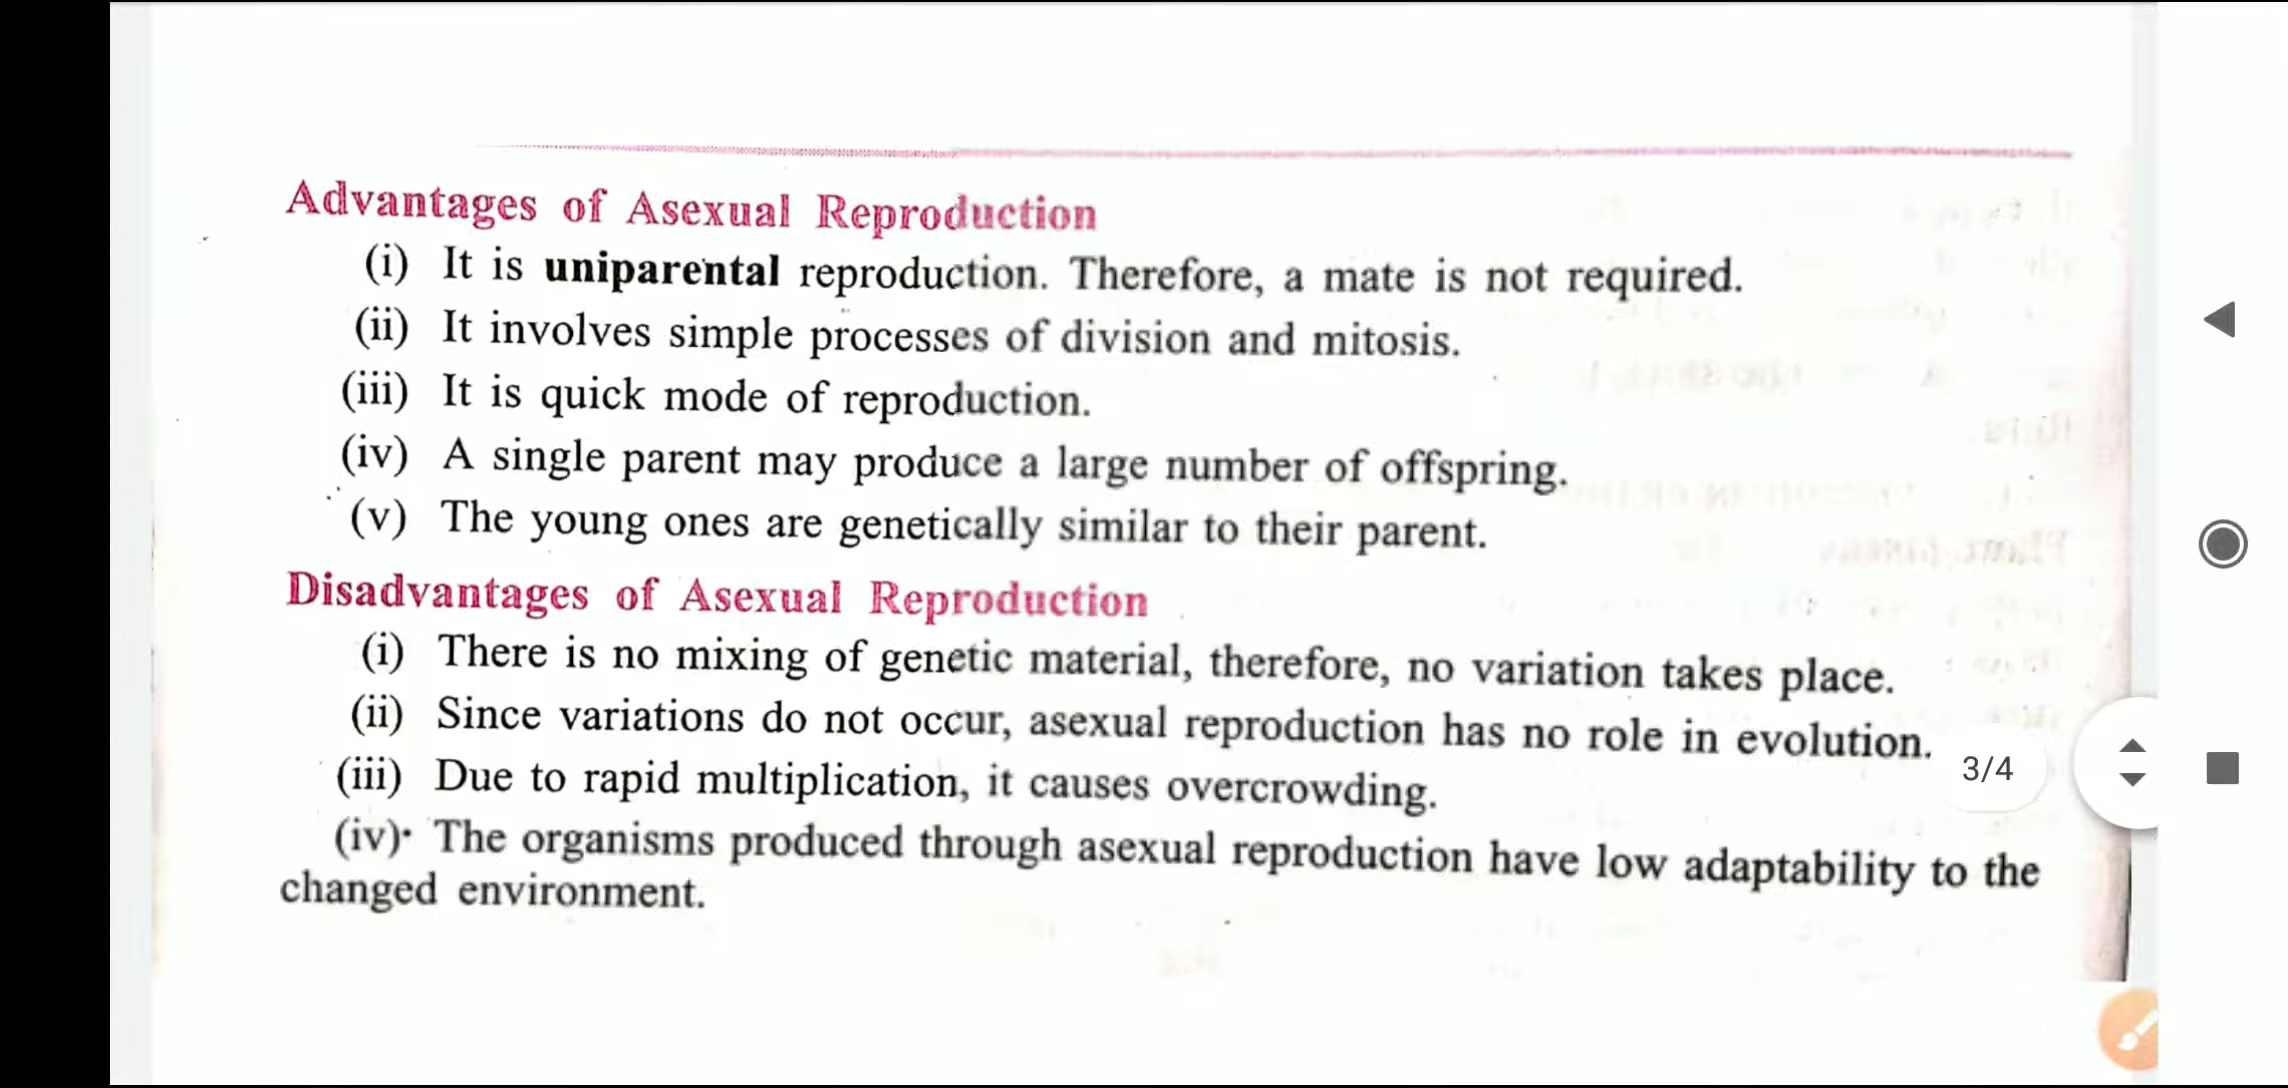 Advantages of Asexual Reproduction
(i) It is uniparental reproduction. Therefore, a mate is not required.
(ii) It involves simple processes of division and mitosis.
(iii) It is quick mode of reproduction.
(iv) A single parent may produce a large number of offspring.
(v) The young ones are genetically similar to their parent.
Disadvantages of Asexual Reproduction
(i) There is no mixing of genetic material, therefore, no variation takes place.
(ii) Since variations do not occur, asexual reproduction has no role in evolution.
3/4
(iii) Due to rapid multiplication, it causes overcrowding.
(iv) The organisms produced through asexual reproduction have low adaptability to the
changed environment.